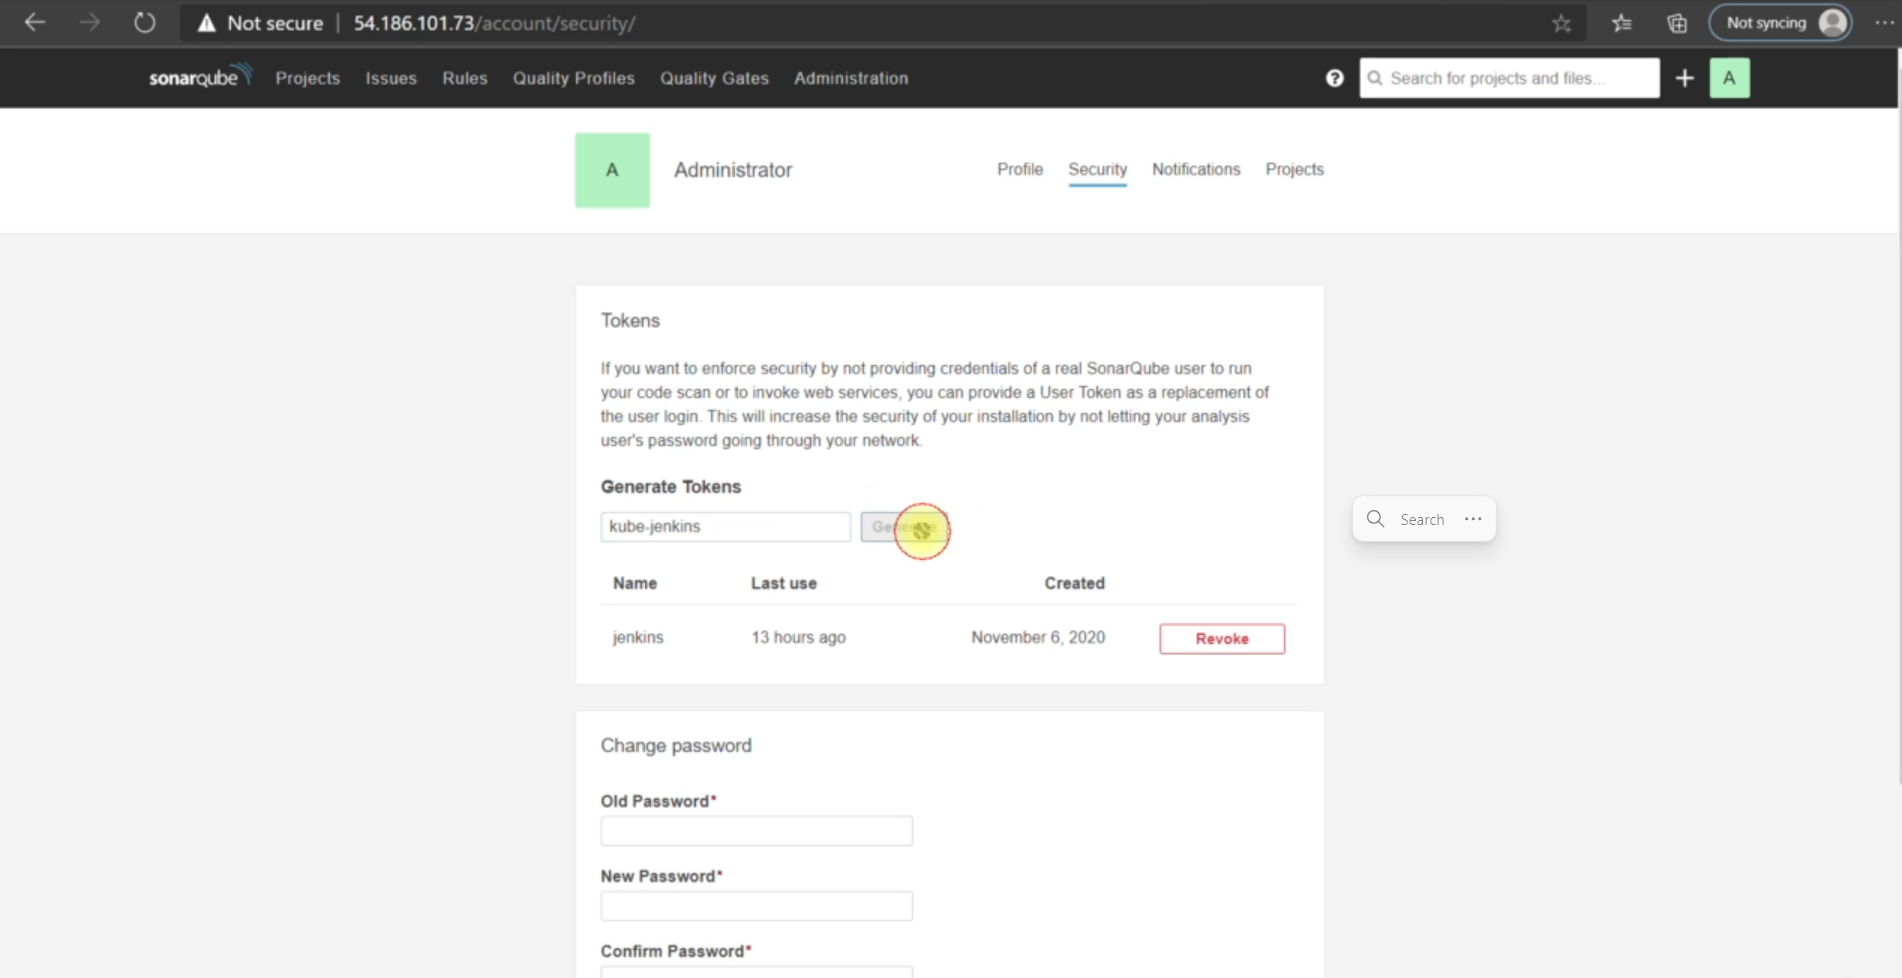 Not secure | 54.186.101.73/account/security/
Not syncing
sonarqube Projects Issues Rules Quality Profiles Quality Gates Administration
? Search for projects and files... + A
A Administrator Profile Security Notifications Projects
Tokens
If you want to enforce security by not providing credentials of a real SonarQube user to run
your code scan or to invoke web services, you can provide a User Token as a replacement of
the user login. This will increase the security of your installation by not letting your analysis
user's password going through your network.
Generate Tokens
kube-jenkins
Search ...
Name Last use Created
jenkins 13 hours ago November 6, 2020 Revoke
Change password
Old Password*
New Password*
Confirm Password*